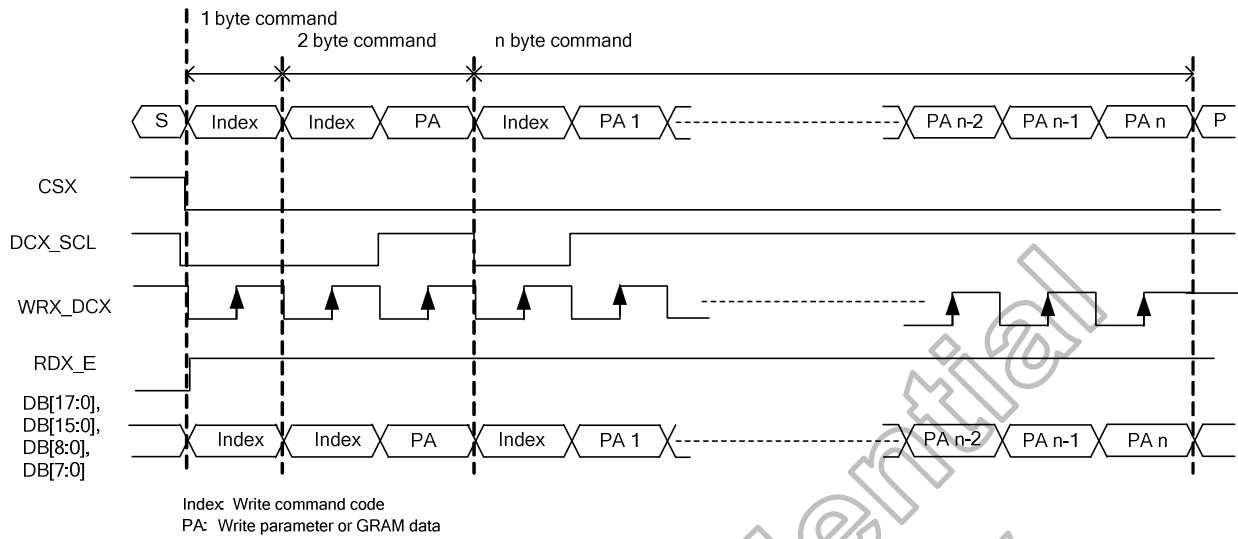 1 byte command
2 byte command
n byte command
S Index Index PA Index PA 1 PA n-2 PA n-1 PA n P
CSX
DCX_SCL
WRX_DCX
RDX_E
DB[17:0],
DB[15:0],
DB[8:0],
DB[7:0]
Index Index PA Index PA 1 PA n-2 PA n-1 PA n
Index: Write command code
PA: Write parameter or GRAM data